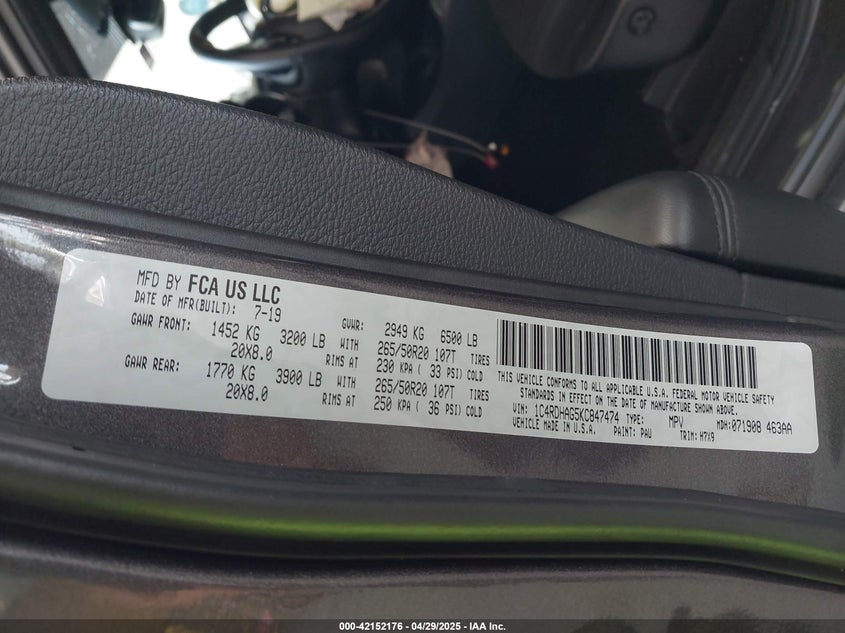 MFD BY FCA US LLC
DATE OF MFR(BUILT): 7-19
GVWR: 2949 KG 6500 LB
GAWR FRONT: 1452 KG 3200 LB WITH 265/50R20 107T TIRES
20X8.0 RIMS AT 230 KPA ( 33 PSI) COLD
GAWR REAR: 1770 KG 3900 LB WITH 265/50R20 107T TIRES
20X8.0 RIMS AT 250 KPA ( 36 PSI) COLD
THIS VEHICLE CONFORMS TO ALL APPLICABLE U.S.A. FEDERAL MOTOR VEHICLE SAFETY
STANDARDS IN EFFECT ON THE DATE OF MANUFACTURE SHOWN ABOVE.
VIN: 1C4RDHAG5KC847474 TYPE: MPV MDH:071908 463AA
VEHICLE MADE IN U.S.A. PAINT: PAU TRIM: H7X9
000-42152176 - 04/29/2025 - IAA Inc.